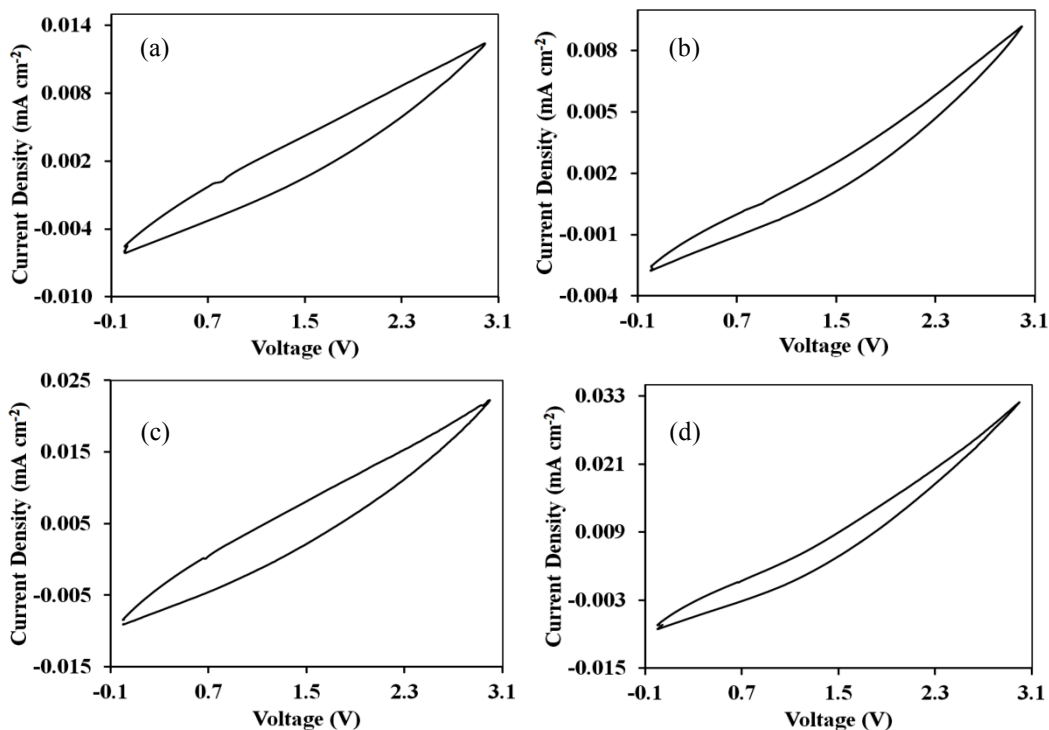 (a)
Current Density (mA cm⁻²)
0.014
0.008
0.002
-0.004
-0.010
-0.1 0.7 1.5 2.3 3.1
Voltage (V)
(b)
Current Density (mA cm⁻²)
0.008
0.005
0.002
-0.001
-0.004
-0.1 0.7 1.5 2.3 3.1
Voltage (V)
(c)
Current Density (mA cm⁻²)
0.025
0.015
0.005
-0.005
-0.015
-0.1 0.7 1.5 2.3 3.1
Voltage (V)
(d)
Current Density (mA cm⁻²)
0.033
0.021
0.009
-0.003
-0.015
-0.1 0.7 1.5 2.3 3.1
Voltage (V)